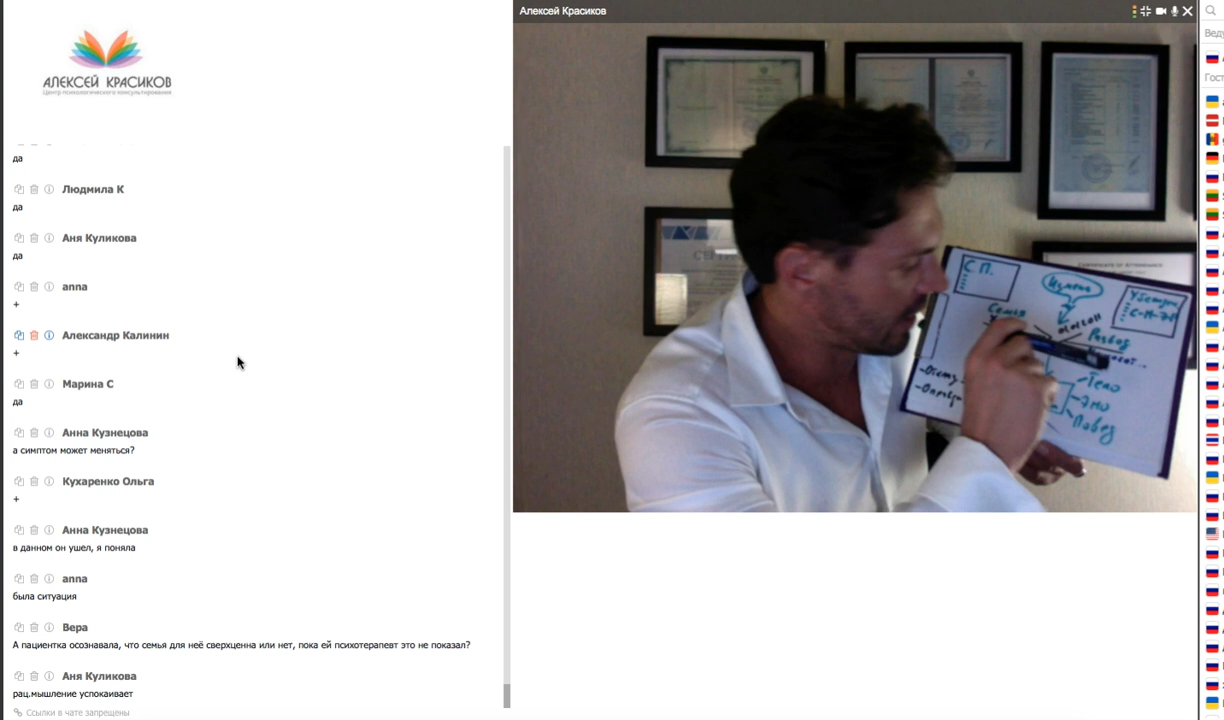 АЛЕКСЕЙ КРАСИКОВ
Центр психологического консультирования
да
Людмила К
да
Аня Куликова
да
anna
+
Александр Калинин
+
Марина С
да
Анна Кузнецова
а симптом может меняться?
Кухаренко Ольга
+
Анна Кузнецова
в данном он ушел, я поняла
anna
была ситуация
Вера
А пациентка осознавала, что семья для неё сверхценна или нет, пока ей психотерапевт это не показал?
Аня Куликова
рац.мышление успокаивает
Ссылки в чате запрещены
Алексей Красиков
С.П.
Измена
Семья
Развод
- Тело
- Эмо
Повед